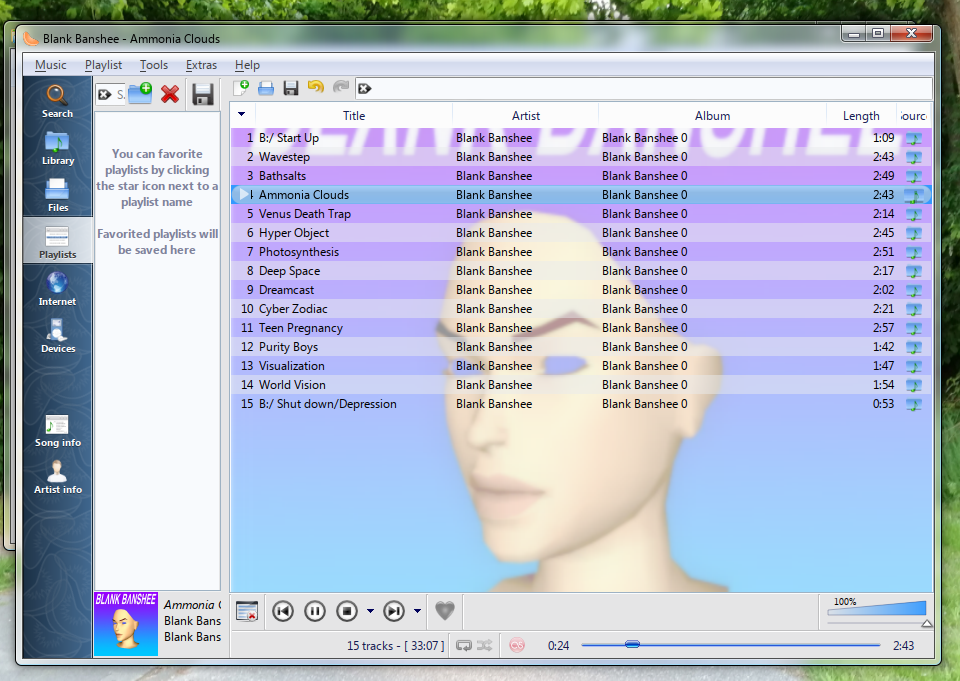 Blank Banshee - Ammonia Clouds
Music Playlist Tools Extras Help
Search
Library
Files
Playlists
Internet
Devices
Song info
Artist info
S.
You can favorite
playlists by clicking
the star icon next to a
playlist name
Favorited playlists will
be saved here
Title Artist Album Length
BLANK BANSHEE
1 B:/ Start Up Blank Banshee Blank Banshee 0 1:09
2 Wavestep Blank Banshee Blank Banshee 0 2:43
3 Bathsalts Blank Banshee Blank Banshee 0 2:49
Ammonia Clouds Blank Banshee Blank Banshee 0 2:43
5 Venus Death Trap Blank Banshee Blank Banshee 0 2:14
6 Hyper Object Blank Banshee Blank Banshee 0 2:45
7 Photosynthesis Blank Banshee Blank Banshee 0 2:51
8 Deep Space Blank Banshee Blank Banshee 0 2:17
9 Dreamcast Blank Banshee Blank Banshee 0 2:02
10 Cyber Zodiac Blank Banshee Blank Banshee 0 2:21
11 Teen Pregnancy Blank Banshee Blank Banshee 0 2:57
12 Purity Boys Blank Banshee Blank Banshee 0 1:42
13 Visualization Blank Banshee Blank Banshee 0 1:47
14 World Vision Blank Banshee Blank Banshee 0 1:54
15 B:/ Shut down/Depression Blank Banshee Blank Banshee 0 0:53
BLANK BANSHEE
Ammonia
Blank Bans
Blank Bans
100%
15 tracks - [ 33:07 ]
0:24
2:43